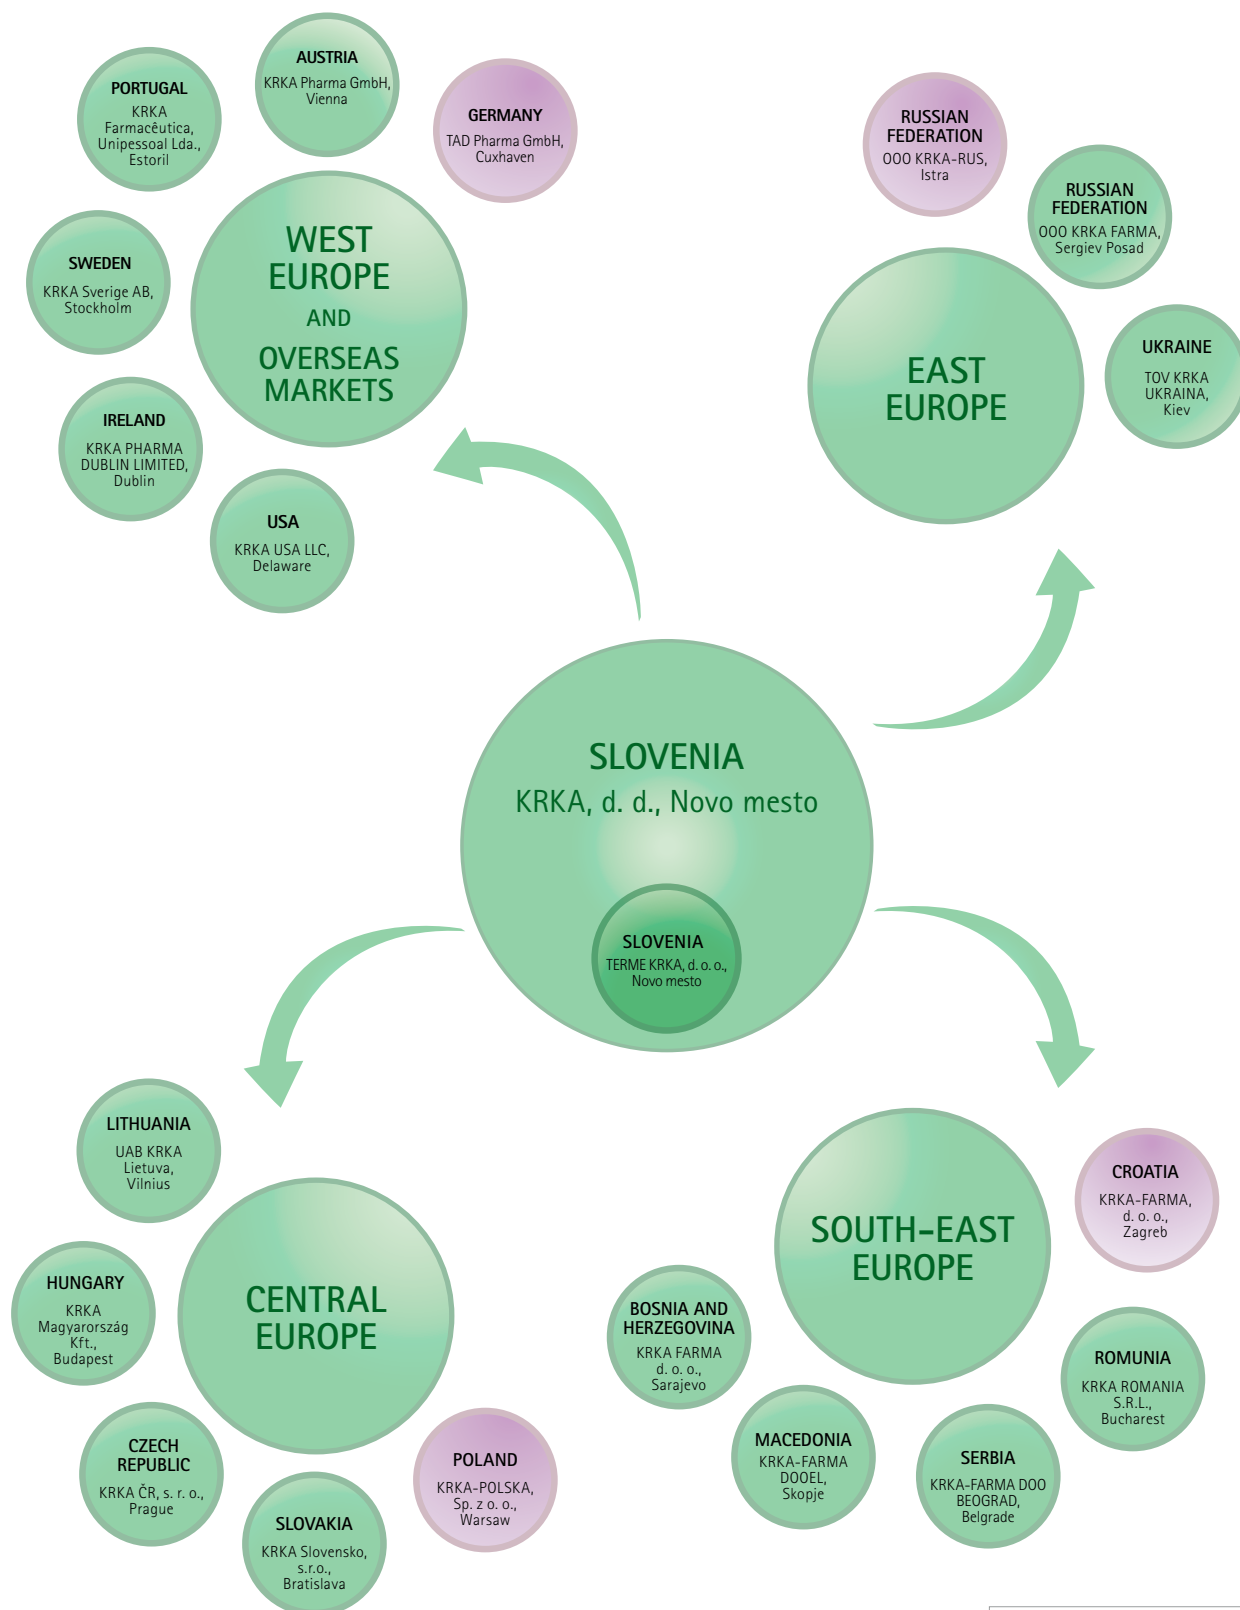 AUSTRIA
KRKA Pharma GmbH,
Vienna
PORTUGAL
KRKA
Farmacêutica,
Unipessoal Lda.,
Estoril
GERMANY
TAD Pharma GmbH,
Cuxhaven
SWEDEN
KRKA Sverige AB,
Stockholm
WEST
EUROPE
AND
OVERSEAS
MARKETS
IRELAND
KRKA PHARMA
DUBLIN LIMITED,
Dublin
USA
KRKA USA LLC,
Delaware
RUSSIAN
FEDERATION
OOO KRKA-RUS,
Istra
RUSSIAN
FEDERATION
OOO KRKA FARMA,
Sergiev Posad
EAST
EUROPE
UKRAINE
TOV KRKA
UKRAINA,
Kiev
SLOVENIA
KRKA, d. d., Novo mesto
SLOVENIA
TERME KRKA, d. o. o.,
Novo mesto
LITHUANIA
UAB KRKA
Lietuva,
Vilnius
HUNGARY
KRKA
Magyarország
Kft.,
Budapest
CENTRAL
EUROPE
CZECH
REPUBLIC
KRKA ČR, s. r. o.,
Prague
SLOVAKIA
KRKA Slovensko,
s.r.o.,
Bratislava
POLAND
KRKA-POLSKA,
Sp. z o. o.,
Warsaw
SOUTH-EAST
EUROPE
CROATIA
KRKA-FARMA,
d. o. o.,
Zagreb
BOSNIA AND
HERZEGOVINA
KRKA FARMA
d. o. o.,
Sarajevo
ROMUNIA
KRKA ROMANIA
S.R.L.,
Bucharest
MACEDONIA
KRKA-FARMA
DOOEL,
Skopje
SERBIA
KRKA-FARMA DOO
BEOGRAD,
Belgrade